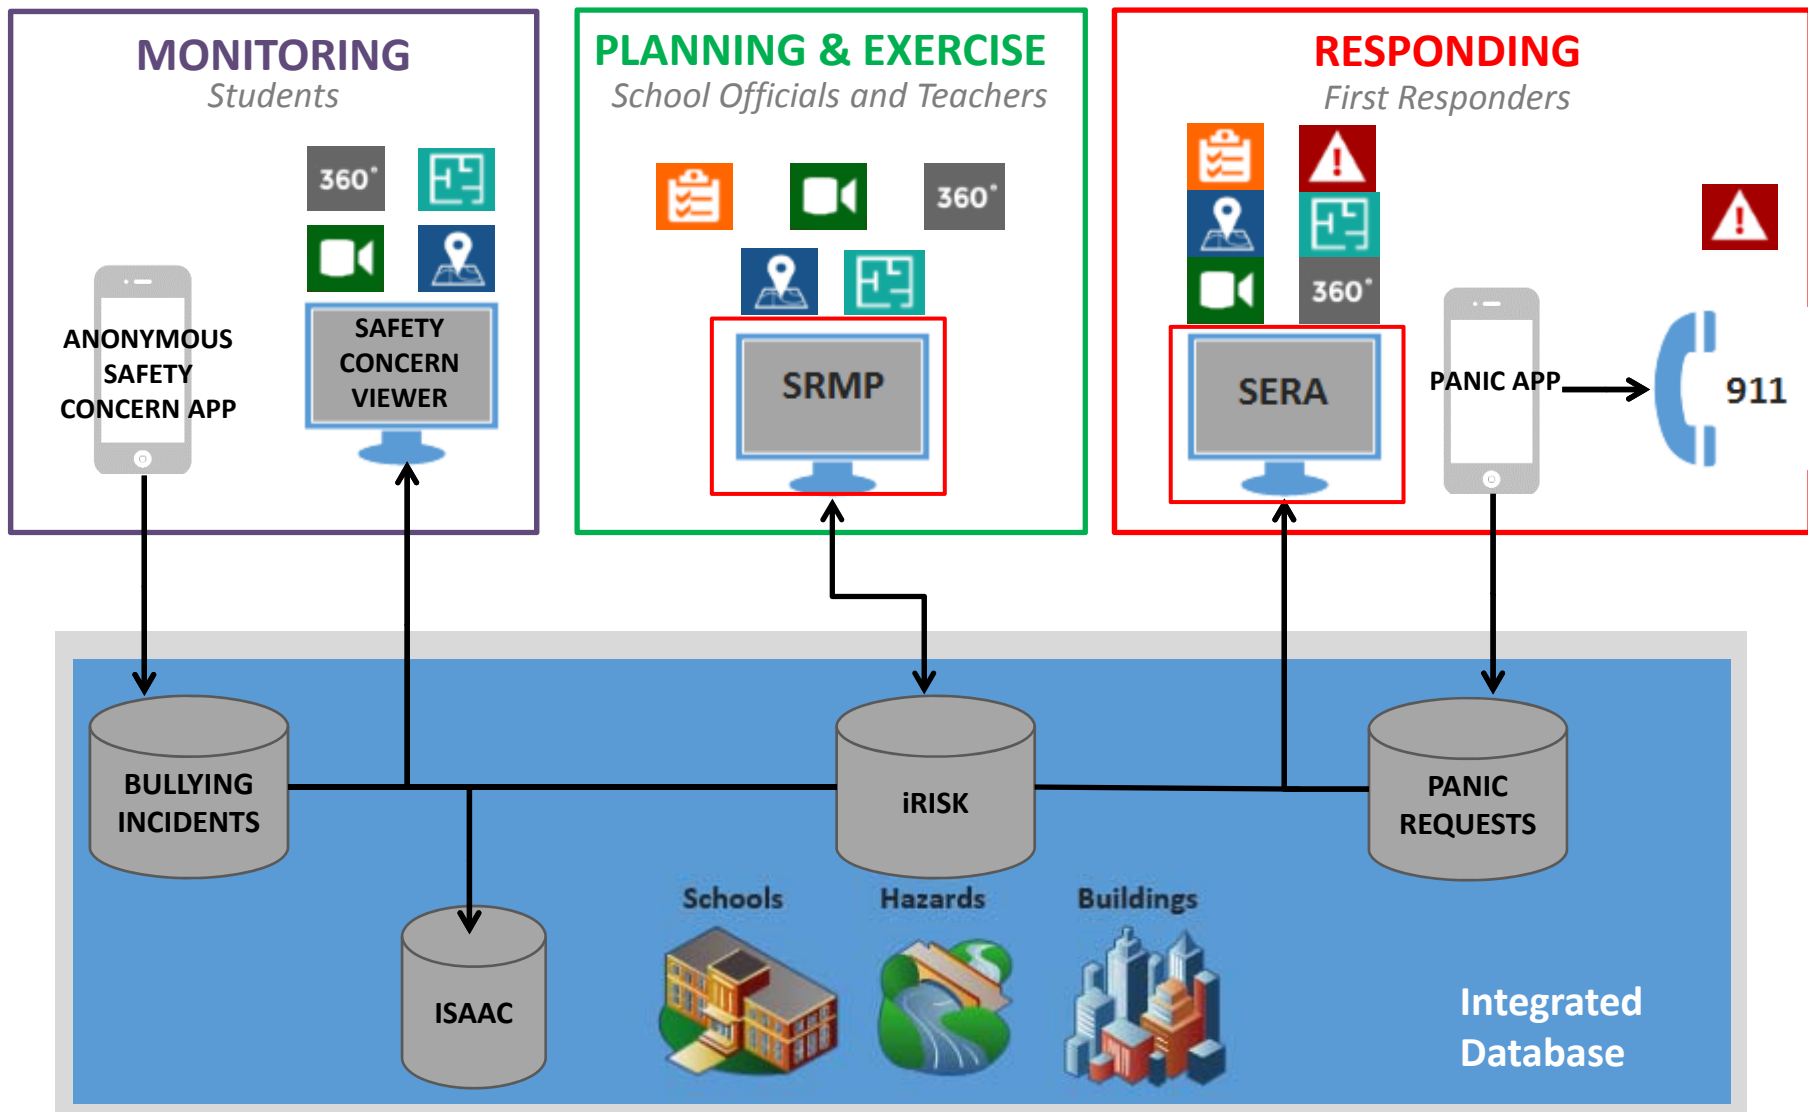 MONITORING
Students
360°
ANONYMOUS
SAFETY
CONCERN APP
SAFETY
CONCERN
VIEWER
PLANNING & EXERCISE
School Officials and Teachers
360°
SRMP
RESPONDING
First Responders
360°
SERA
PANIC APP
911
BULLYING
INCIDENTS
iRISK
PANIC
REQUESTS
ISAAC
Schools
Hazards
Buildings
Integrated
Database